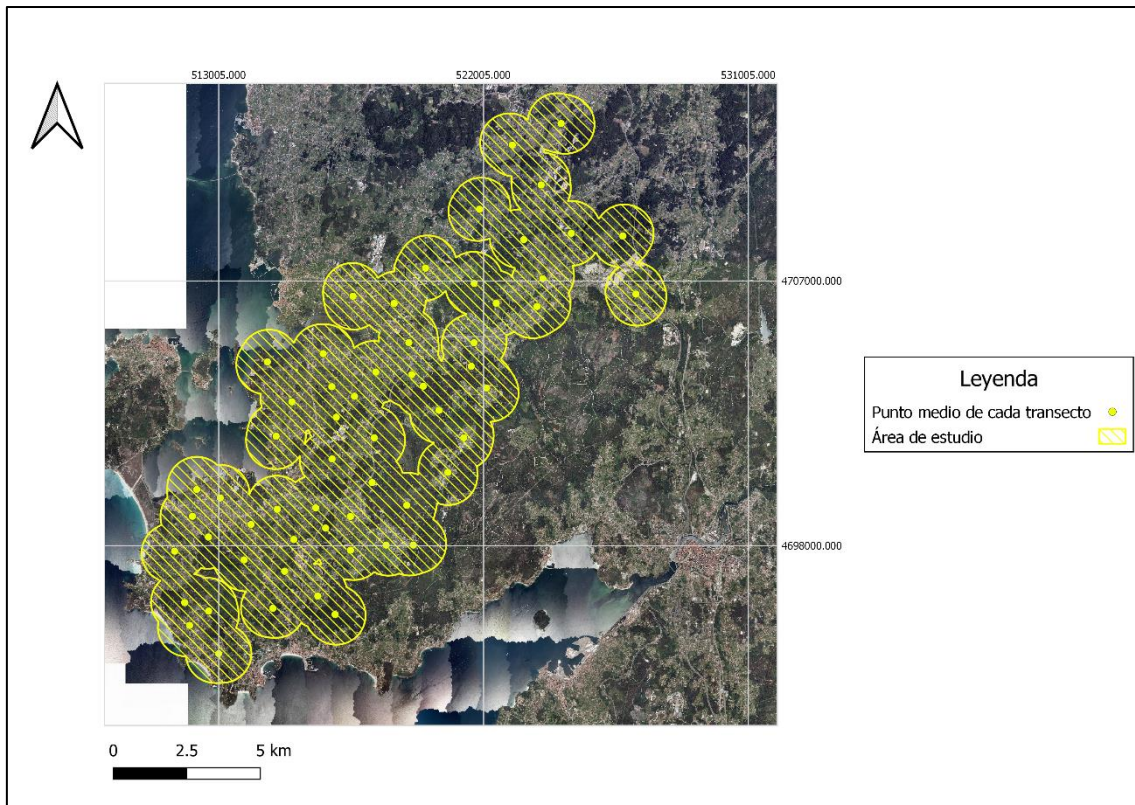 513005.000 522005.000 531005.000
4707000.000
Leyenda
Punto medio de cada transecto
Área de estudio
4698000.000
0 2.5 5 km